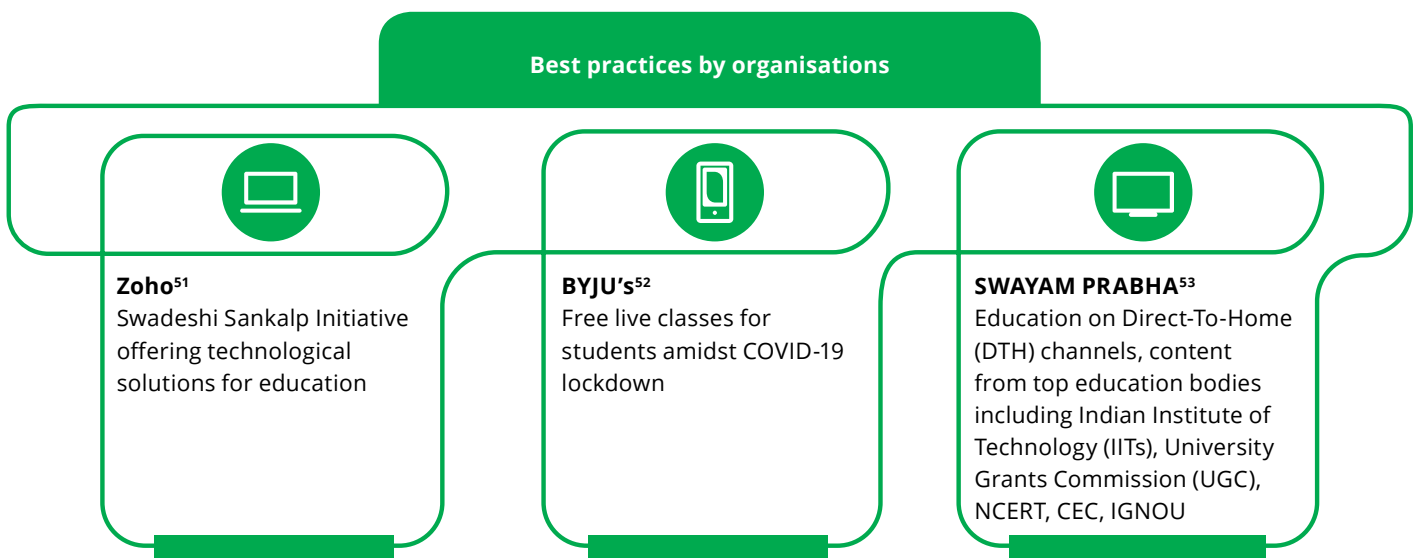 Best practices by organisations
Zoho51
Swadeshi Sankalp Initiative
offering technological
solutions for education
BYJU’s52
Free live classes for
students amidst COVID-19
lockdown
SWAYAM PRABHA53
Education on Direct-To-Home
(DTH) channels, content
from top education bodies
including Indian Institute of
Technology (IITs), University
Grants Commission (UGC),
NCERT, CEC, IGNOU